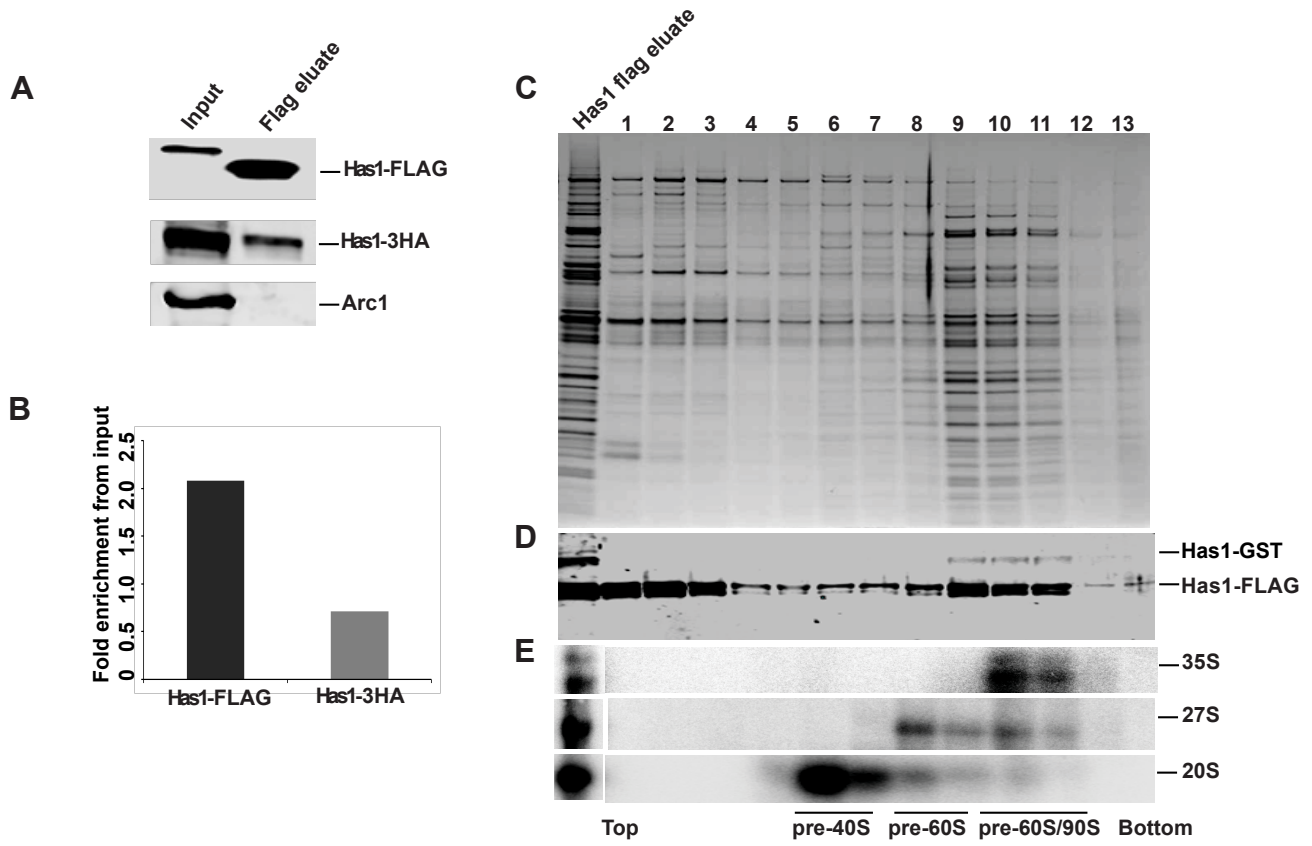 A
Input
Flag eluate
Has1-FLAG
Has1-3HA
Arc1
B
Fold enrichment from input
2.5
2.0
1.5
1.0
0.5
0
Has1-FLAG
Has1-3HA
C
Has1 flag eluate
1 2 3 4 5 6 7 8 9 10 11 12 13
D
Has1-GST
Has1-FLAG
E
35S
27S
20S
Top pre-40S pre-60S pre-60S/90S Bottom